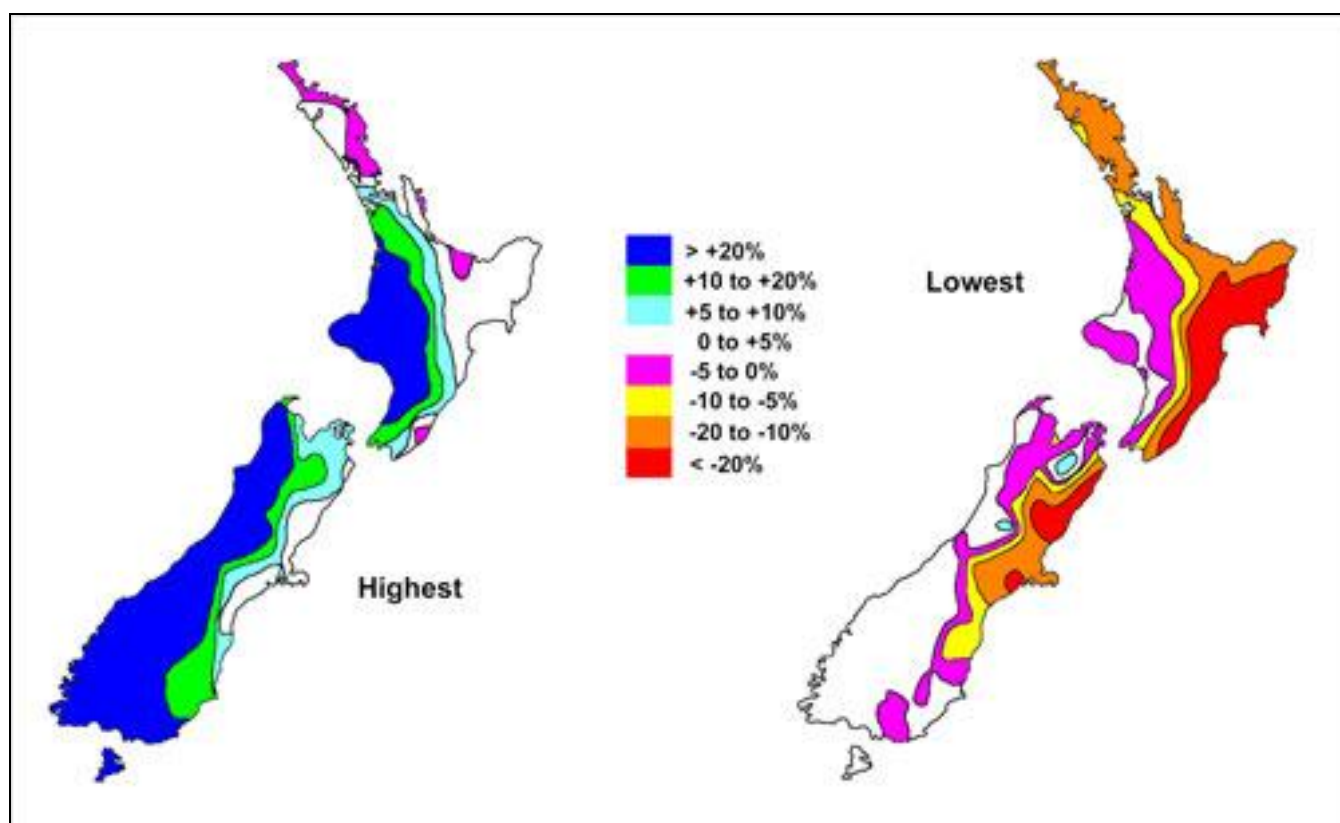 > +20%
+10 to +20%
+5 to +10%
0 to +5%
-5 to 0%
-10 to -5%
-20 to -10%
< -20%
Lowest
Highest